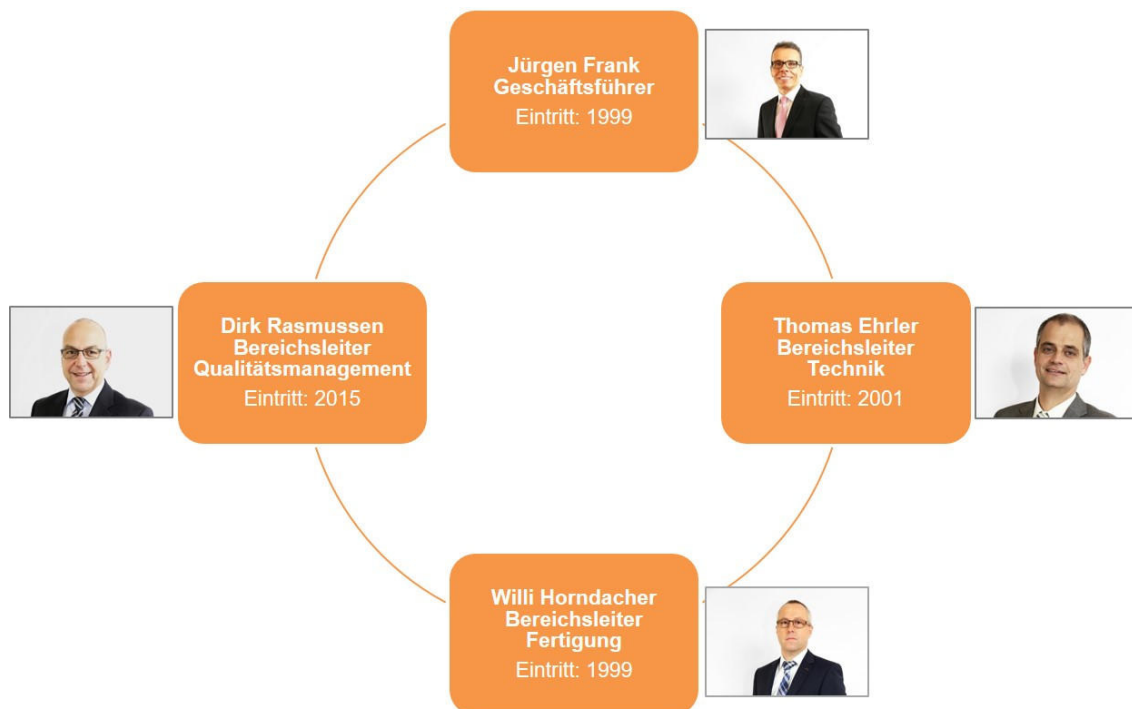 Jürgen Frank
Geschäftsführer
Eintritt: 1999
Dirk Rasmussen
Bereichsleiter
Qualitätsmanagement
Eintritt: 2015
Thomas Ehrler
Bereichsleiter
Technik
Eintritt: 2001
Willi Horndacher
Bereichsleiter
Fertigung
Eintritt: 1999